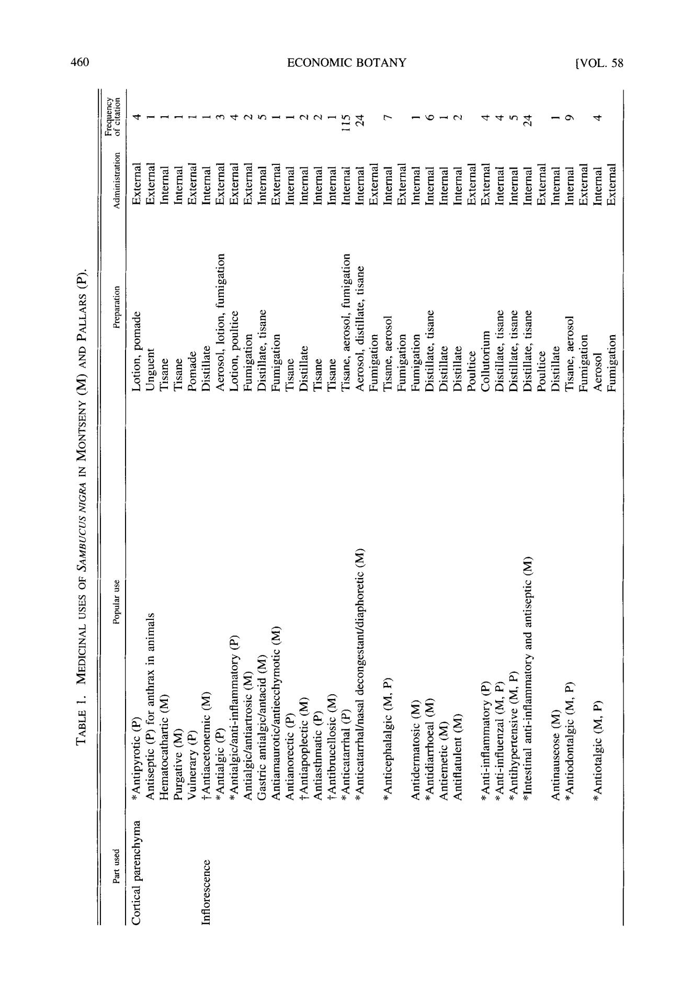 460 ECONOMIC BOTANY [VOL. 58
TABLE 1. MEDICINAL USES OF SAMBUCUS NIGRA IN MONTSENY (M) AND PALLARS (P).
Part used Popular use Preparation Administration Frequency of citation
Cortical parenchyma *Antipyrotic (P) Lotion, pomade External 4
Antiseptic (P) for anthrax in animals Unguent External 1
Hematocathartic (M) Tisane Internal 1
Purgative (M) Tisane Internal 1
Vulnerary (P) Pomade External 1
Inflorescence †Antiacetonemic (M) Distillate Internal 1
*Antialgic (P) Aerosol, lotion, fumigation External 3
*Antialgic/anti-inflammatory (P) Lotion, poultice External 4
Antialgic/antiartrosic (M) Fumigation External 2
Gastric antialgic/antacid (M) Distillate, tisane Internal 5
Antiamaurotic/antiecchymotic (M) Fumigation External 1
Antianorectic (P) Tisane Internal 1
†Antiapoplectic (M) Distillate Internal 2
Antiasthmatic (P) Tisane Internal 2
†Antibrucellosic (M) Tisane Internal 1
*Anticatarrhal (P) Tisane, aerosol, fumigation Internal 115
*Anticatarrhal/nasal decongestant/diaphoretic (M) Aerosol, distillate, tisane Internal 24
Fumigation External
*Anticephalalgic (M, P) Tisane, aerosol Internal 7
Fumigation External
Antidermatosic (M) Fumigation Internal 1
*Antidiarrhoeal (M) Distillate, tisane Internal 6
Antiemetic (M) Distillate Internal 1
Antiflatulent (M) Distillate Internal 2
Poultice External
*Anti-inflammatory (P) Collutorium External 4
*Anti-influenzal (M, P) Distillate, tisane Internal 4
*Antihypertensive (M, P) Distillate, tisane Internal 5
*Intestinal anti-inflammatory and antiseptic (M) Distillate, tisane Internal 24
Poultice External
Antinauseose (M) Distillate Internal 1
*Antiodontalgic (M, P) Tisane, aerosol Internal 9
Fumigation External
*Antiotalgic (M, P) Aerosol Internal 4
Fumigation External